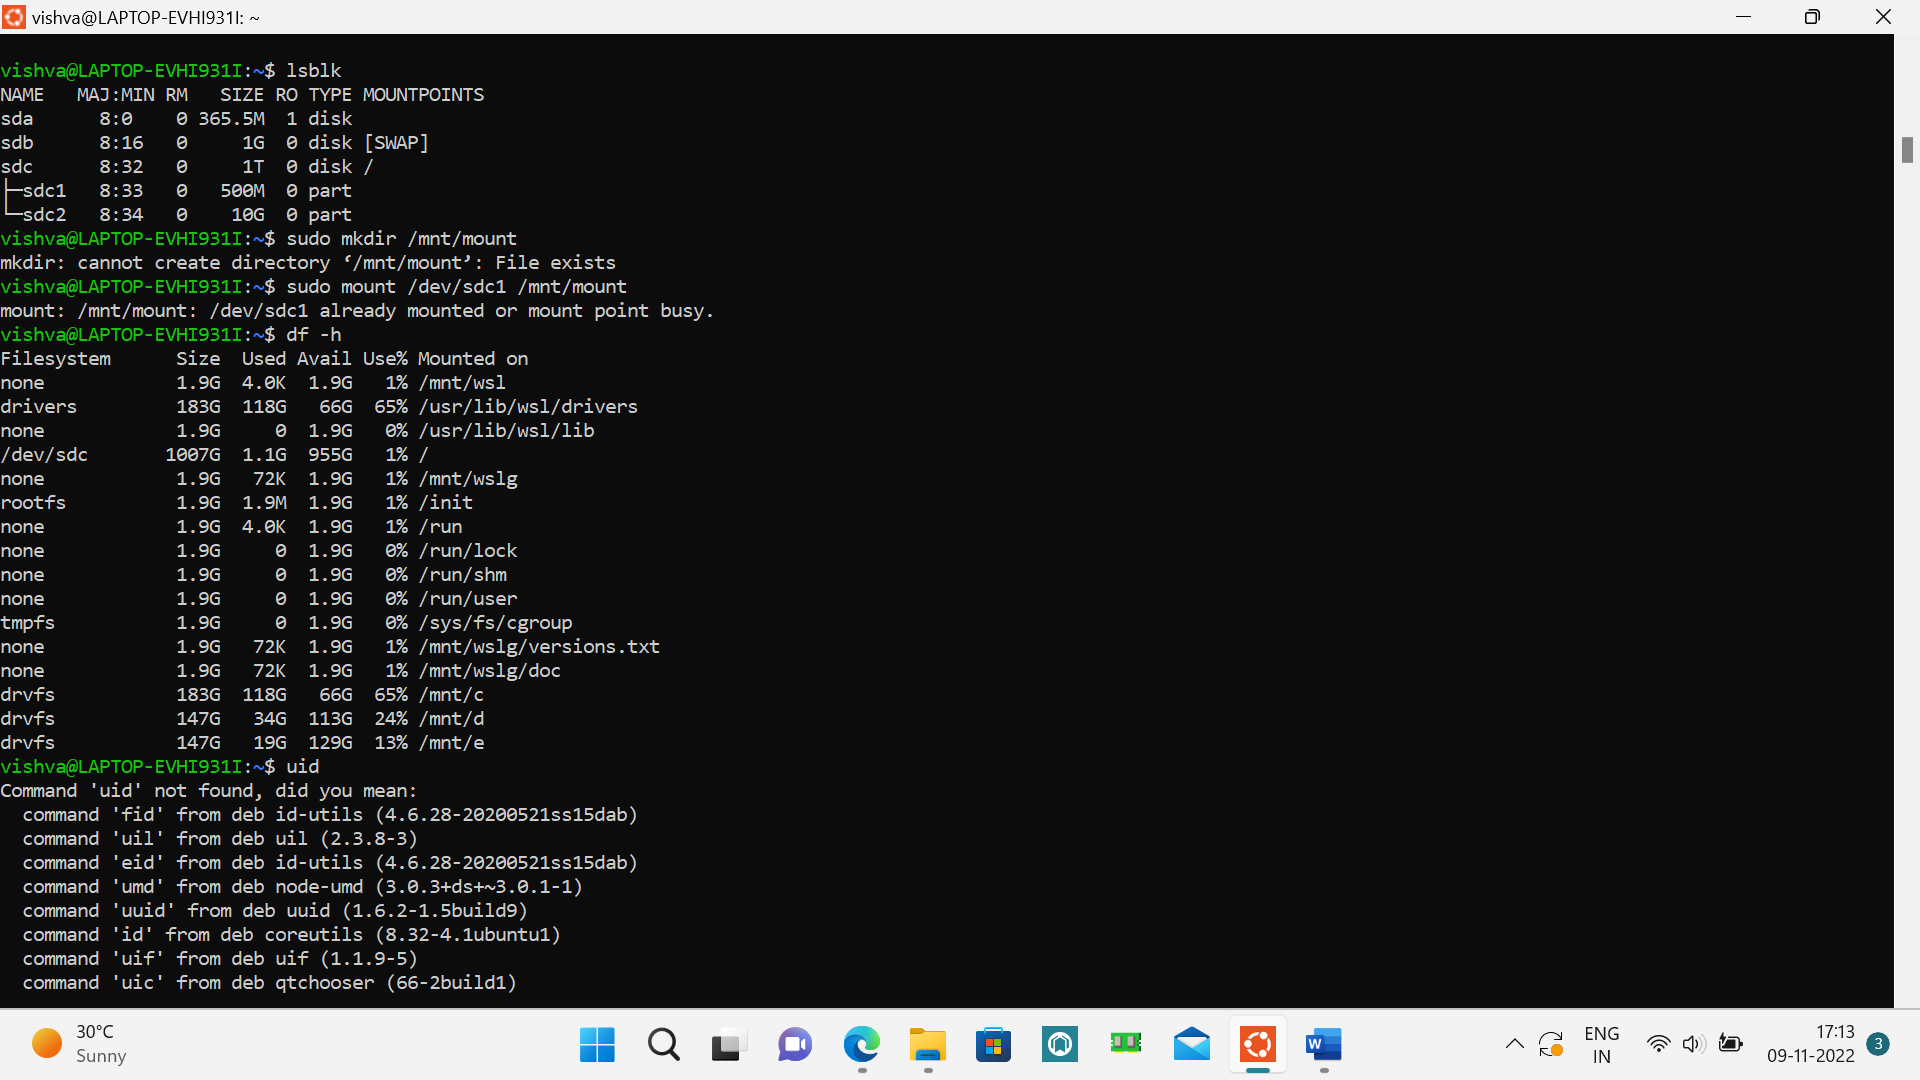 vishva@LAPTOP-EVHI931I: ~
vishva@LAPTOP-EVHI931I:~$ lsblk
NAME   MAJ:MIN RM   SIZE RO TYPE MOUNTPOINTS
sda      8:0    0 365.5M  1 disk
sdb      8:16   0     1G  0 disk [SWAP]
sdc      8:32   0     1T  0 disk /
├─sdc1   8:33   0   500M  0 part
└─sdc2   8:34   0    10G  0 part
vishva@LAPTOP-EVHI931I:~$ sudo mkdir /mnt/mount
mkdir: cannot create directory ‘/mnt/mount’: File exists
vishva@LAPTOP-EVHI931I:~$ sudo mount /dev/sdc1 /mnt/mount
mount: /mnt/mount: /dev/sdc1 already mounted or mount point busy.
vishva@LAPTOP-EVHI931I:~$ df -h
Filesystem      Size  Used Avail Use% Mounted on
none            1.9G  4.0K  1.9G   1% /mnt/wsl
drivers         183G  118G   66G  65% /usr/lib/wsl/drivers
none            1.9G     0  1.9G   0% /usr/lib/wsl/lib
/dev/sdc       1007G  1.1G  955G   1% /
none            1.9G   72K  1.9G   1% /mnt/wslg
rootfs          1.9G  1.9M  1.9G   1% /init
none            1.9G  4.0K  1.9G   1% /run
none            1.9G     0  1.9G   0% /run/lock
none            1.9G     0  1.9G   0% /run/shm
none            1.9G     0  1.9G   0% /run/user
tmpfs           1.9G     0  1.9G   0% /sys/fs/cgroup
none            1.9G   72K  1.9G   1% /mnt/wslg/versions.txt
none            1.9G   72K  1.9G   1% /mnt/wslg/doc
drvfs           183G  118G   66G  65% /mnt/c
drvfs           147G   34G  113G  24% /mnt/d
drvfs           147G   19G  129G  13% /mnt/e
vishva@LAPTOP-EVHI931I:~$ uid
Command 'uid' not found, did you mean:
  command 'fid' from deb id-utils (4.6.28-20200521ss15dab)
  command 'uil' from deb uil (2.3.8-3)
  command 'eid' from deb id-utils (4.6.28-20200521ss15dab)
  command 'umd' from deb node-umd (3.0.3+ds+~3.0.1-1)
  command 'uuid' from deb uuid (1.6.2-1.5build9)
  command 'id' from deb coreutils (8.32-4.1ubuntu1)
  command 'uif' from deb uif (1.1.9-5)
  command 'uic' from deb qtchooser (66-2build1)
30°C
Sunny
W
ENG
IN
17:13
09-11-2022
3